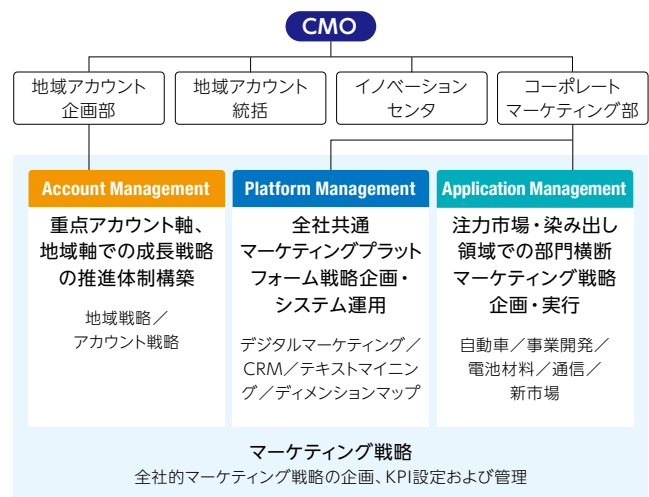 CMO
地域アカウント
企画部
地域アカウント
統括
イノベーション
センタ
コーポレート
マーケティング部
Account Management
重点アカウント軸、
地域軸での成長戦略
の推進体制構築
地域戦略／
アカウント戦略
Platform Management
全社共通
マーケティングプラット
フォーム戦略企画・
システム運用
デジタルマーケティング／
CRM／テキストマイニン
グ／ディメンションマップ
Application Management
注力市場・染み出し
領域での部門横断
マーケティング戦略
企画・実行
自動車／事業開発／
電池材料／通信／
新市場
マーケティング戦略
全社的マーケティング戦略の企画、KPI設定および管理